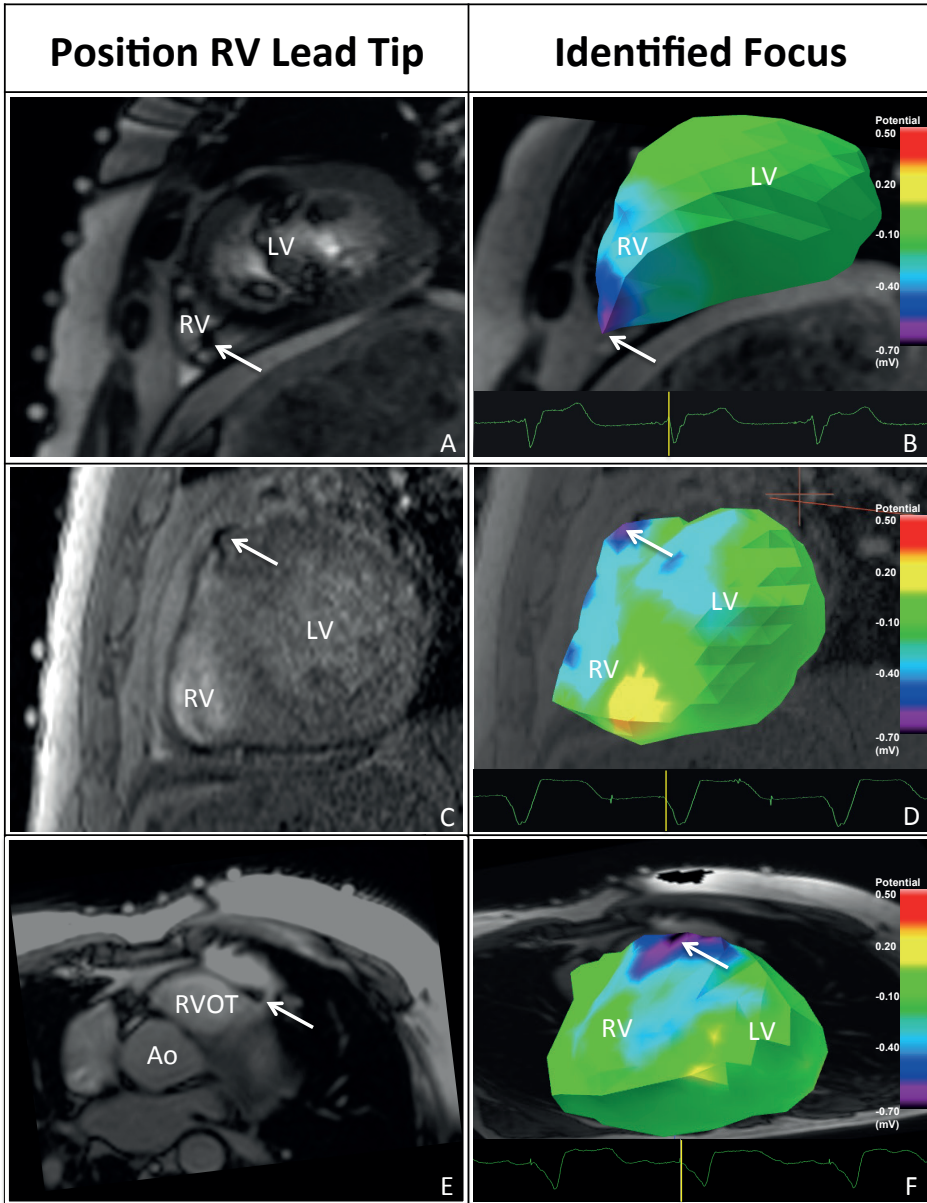 Position RV Lead Tip
Identified Focus
LV
RV
A
Potential
0.50
LV
0.20
RV
-0.10
-0.40
-0.70
(mV)
B
LV
RV
C
Potential
0.50
0.20
LV
-0.10
RV
-0.40
-0.70
(mV)
D
RVOT
Ao
E
Potential
0.50
0.20
RV
LV
-0.10
-0.40
-0.70
(mV)
F